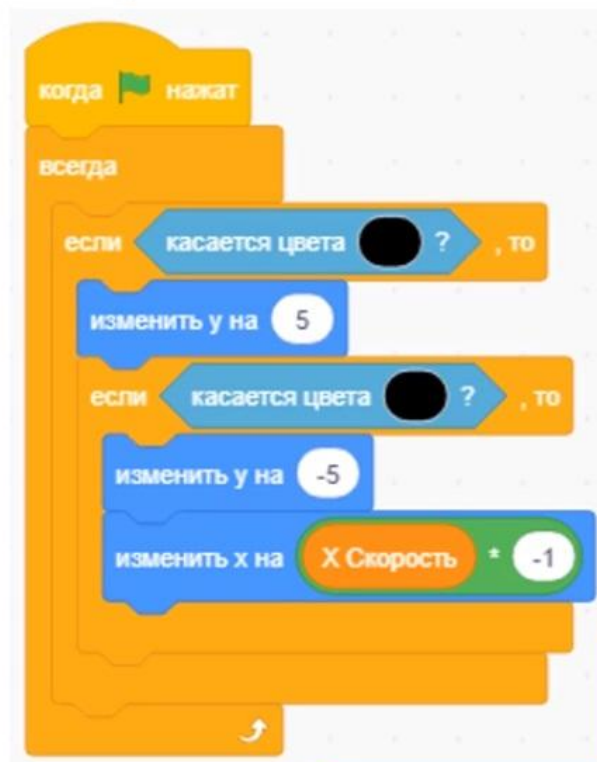 когда нажат
всегда
если касается цвета ? , то
изменить y на 5
если касается цвета ? , то
изменить y на -5
изменить x на X Скорость * -1